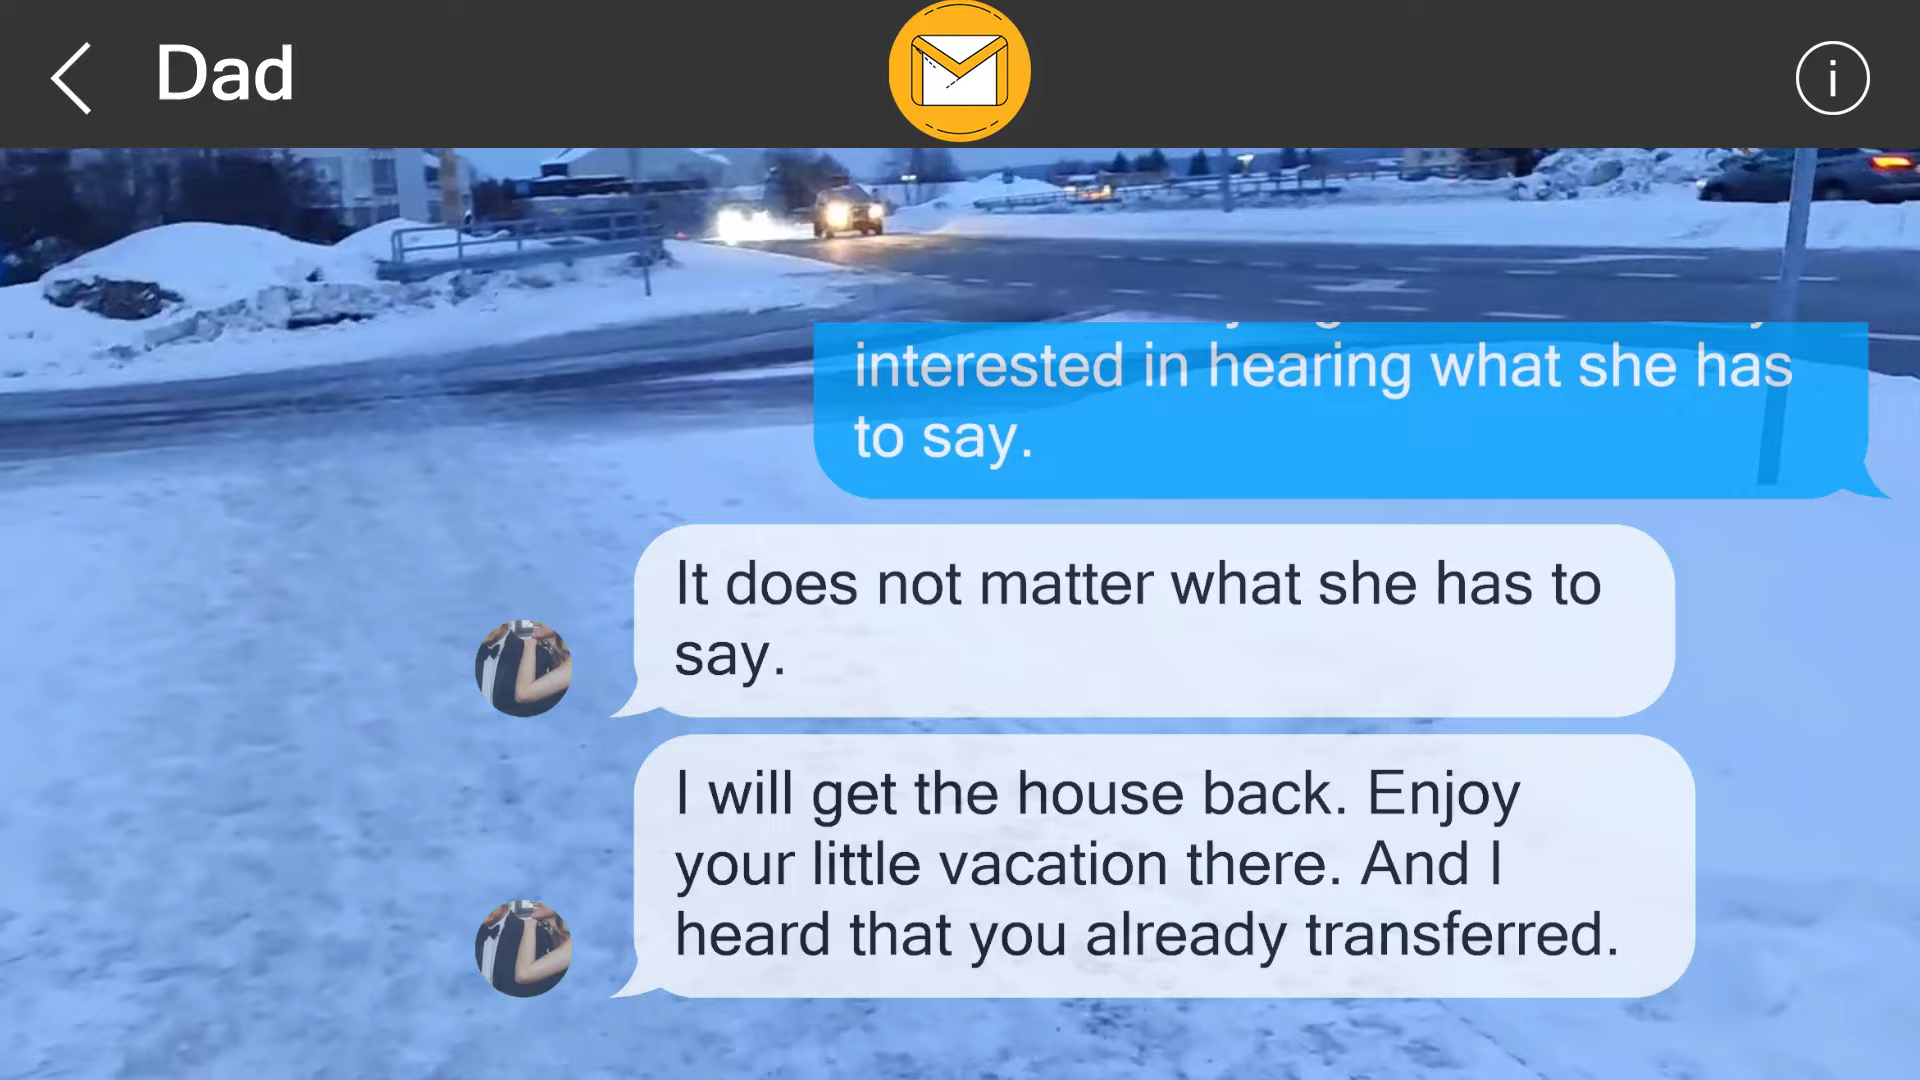 Dad
interested in hearing what she has
to say.
It does not matter what she has to
say.
I will get the house back. Enjoy
your little vacation there. And I
heard that you already transferred.